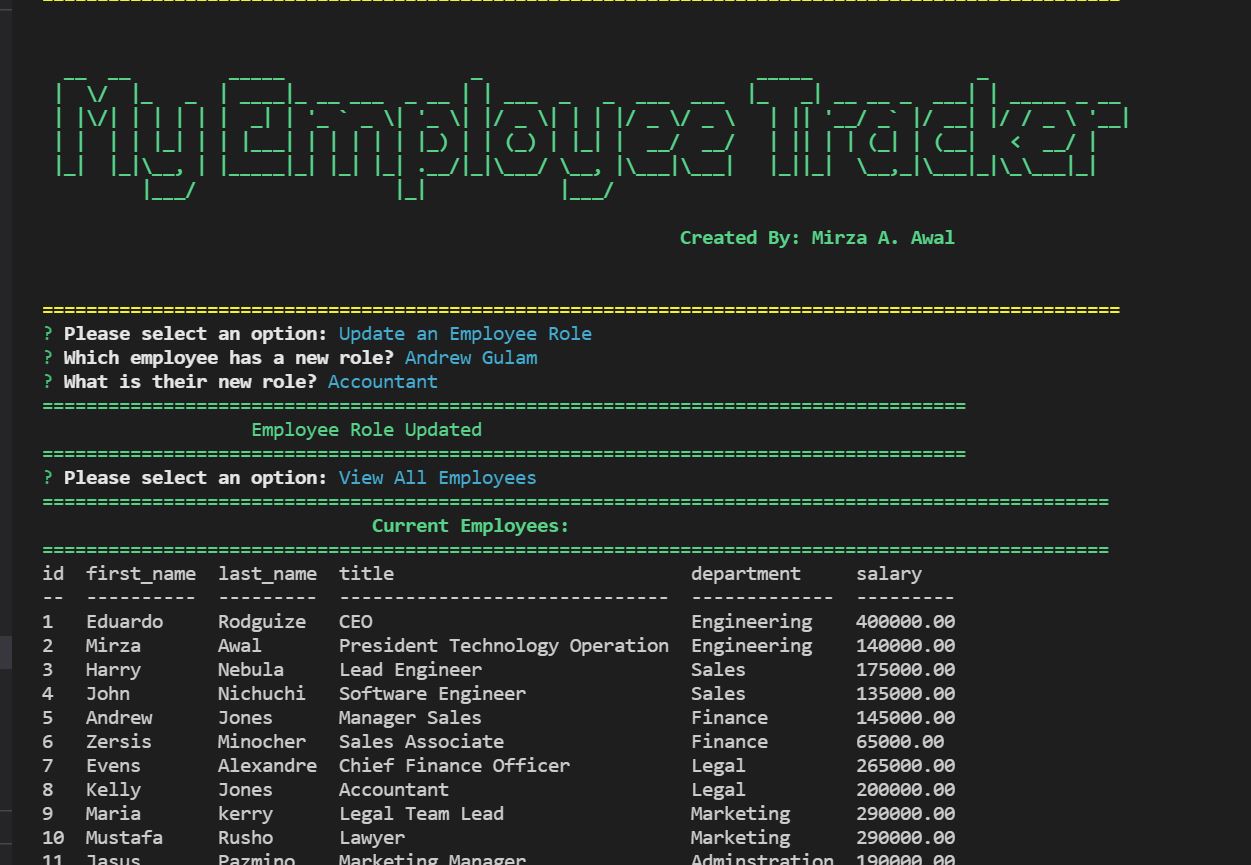 My Employee Tracker
Created By: Mirza A. Awal
? Please select an option: Update an Employee Role
? Which employee has a new role? Andrew Gulam
? What is their new role? Accountant
Employee Role Updated
? Please select an option: View All Employees
Current Employees:
id first_name last_name title department salary
-- ---------- --------- ------------------------------ ------------- ---------
1 Eduardo Rodguize CEO Engineering 400000.00
2 Mirza Awal President Technology Operation Engineering 140000.00
3 Harry Nebula Lead Engineer Sales 175000.00
4 John Nichuchi Software Engineer Sales 135000.00
5 Andrew Jones Manager Sales Finance 145000.00
6 Zersis Minocher Sales Associate Finance 65000.00
7 Evens Alexandre Chief Finance Officer Legal 265000.00
8 Kelly Jones Accountant Legal 200000.00
9 Maria kerry Legal Team Lead Marketing 290000.00
10 Mustafa Rusho Lawyer Marketing 290000.00
11 Jasus Pazmino Marketing Manager Adminstration 190000.00